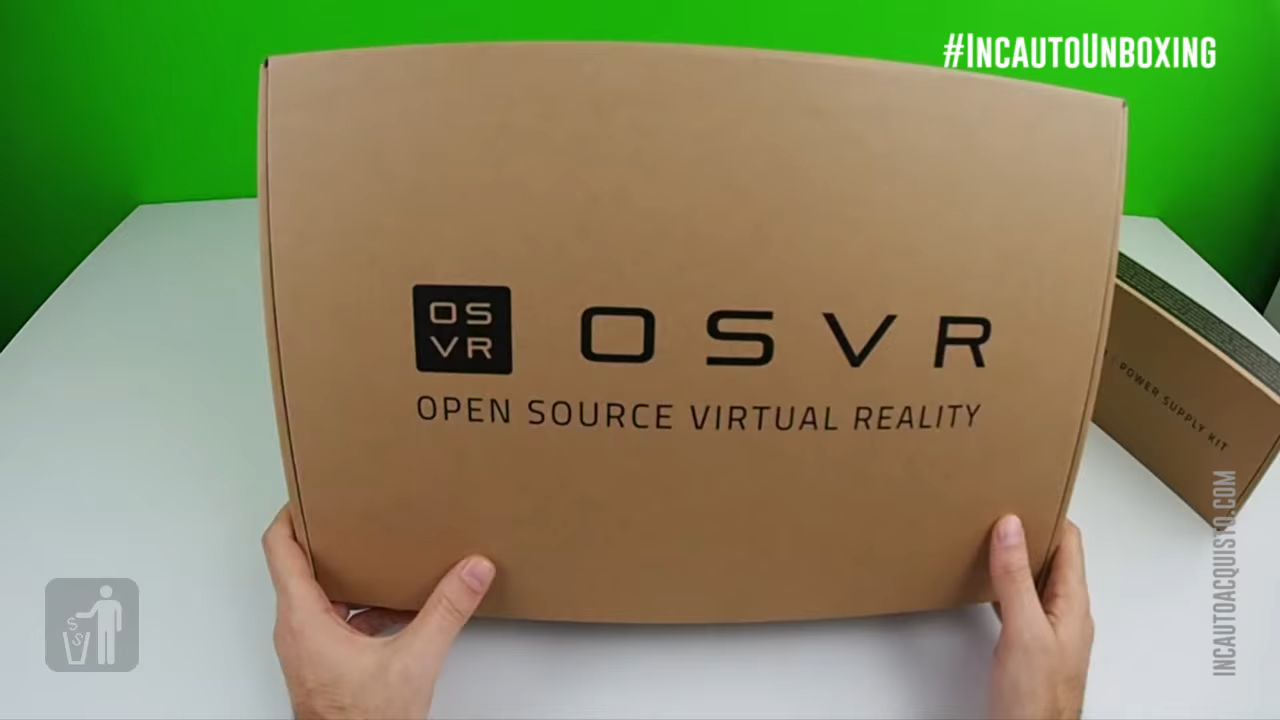 #IncautoUnboxing
OS
VR
OSVR
OPEN SOURCE VIRTUAL REALITY
POWER SUPPLY KIT
INCAUTOACQUISTO.COM
$
$